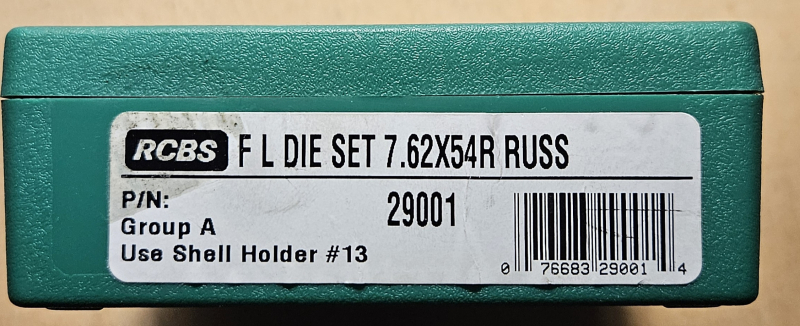 RCBS F L DIE SET 7.62X54R RUSS
P/N: 29001
Group A
Use Shell Holder #13
0 76683 29001 4